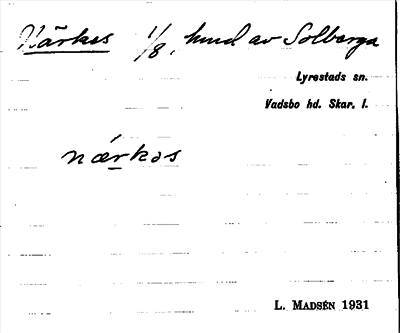 Närkes 1/8, hmd av Solberga
Lyrestads sn.
Vadsbo hd. Skar. l.
nærkəs
L. MADSÉN 1931